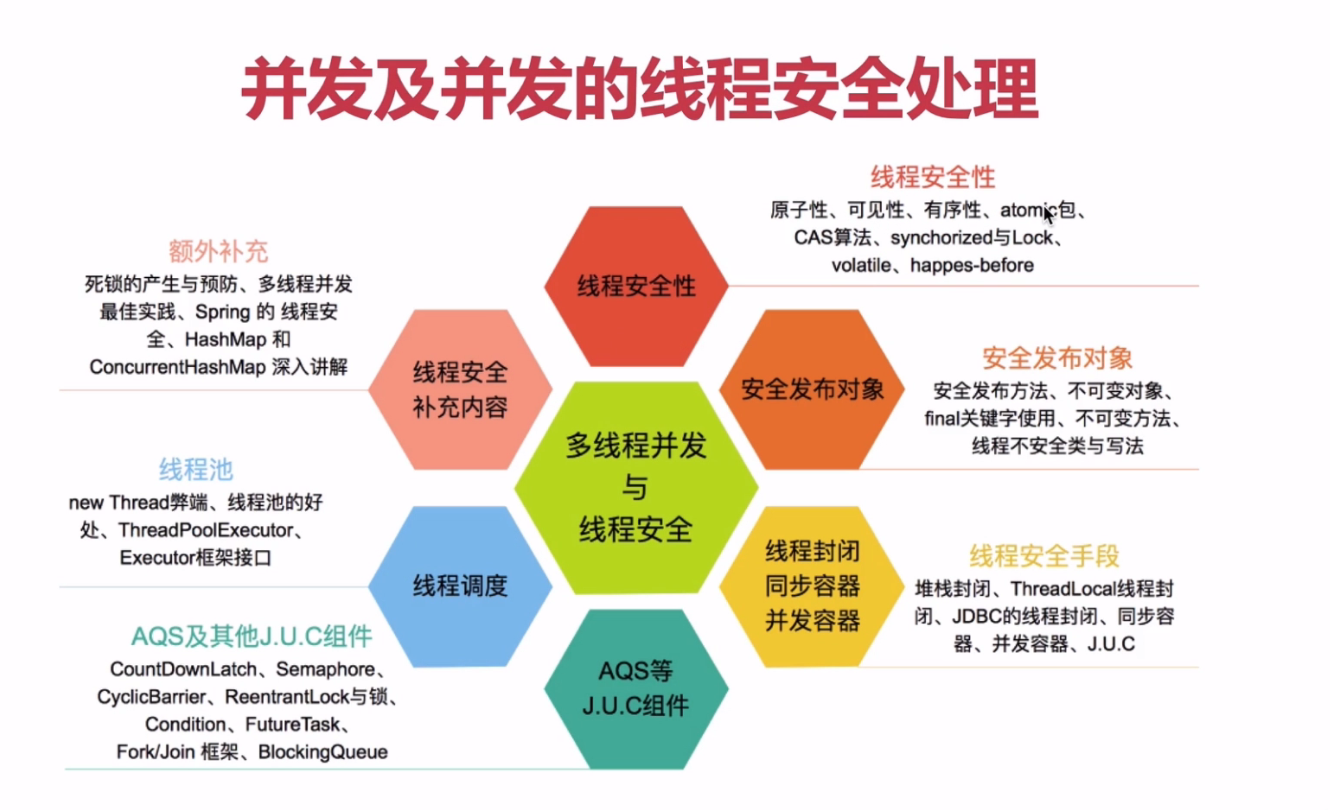 并发及并发的线程安全处理
线程安全性
原子性、可见性、有序性、atomic包、
CAS算法、synchorized与Lock、
volatile、happes-before
额外补充
死锁的产生与预防、多线程并发
最佳实践、Spring 的 线程安
全、HashMap 和
ConcurrentHashMap 深入讲解
线程安全性
线程安全
补充内容
安全发布对象
安全发布对象
安全发布方法、不可变对象、
final关键字使用、不可变方法、
线程不安全类与写法
多线程并发
与
线程安全
线程池
new Thread弊端、线程池的好
处、ThreadPoolExecutor、
Executor框架接口
线程调度
线程封闭
同步容器
并发容器
线程安全手段
堆栈封闭、ThreadLocal线程封
闭、JDBC的线程封闭、同步容
器、并发容器、J.U.C
AQS及其他J.U.C组件
CountDownLatch、Semaphore、
CyclicBarrier、ReentrantLock与锁、
Condition、FutureTask、
Fork/Join 框架、BlockingQueue
AQS等
J.U.C组件